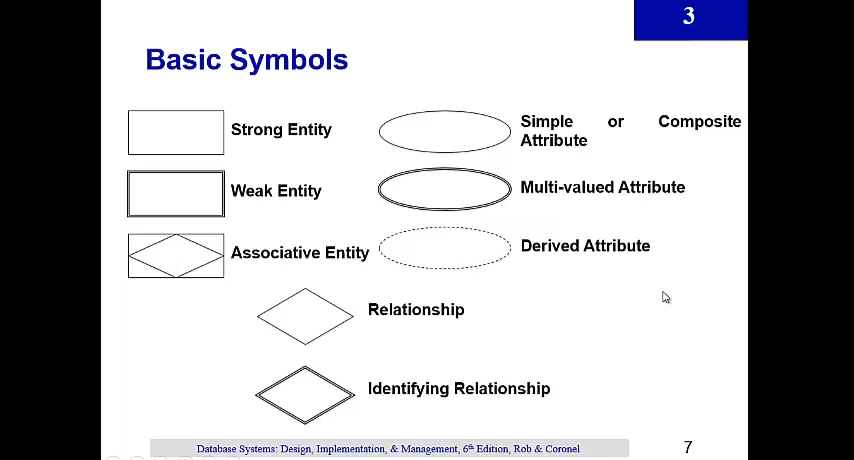 3
Basic Symbols
Strong Entity
Simple or Composite
Attribute
Weak Entity
Multi-valued Attribute
Associative Entity
Derived Attribute
Relationship
Identifying Relationship
Database Systems: Design, Implementation, & Management, 6th Edition, Rob & Coronel
7